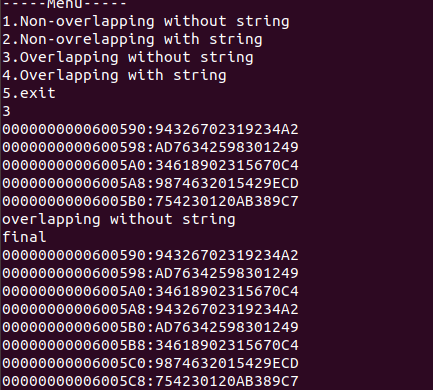 -----Menu-----
1.Non-overlapping without string
2.Non-ovrelapping with string
3.Overlapping without string
4.Overlapping with string
5.exit
3
0000000000600590:94326702319234A2
0000000000600598:AD76342598301249
00000000006005A0:34618902315670C4
00000000006005A8:9874632015429ECD
00000000006005B0:754230120AB389C7
overlapping without string
final
0000000000600590:94326702319234A2
0000000000600598:AD76342598301249
00000000006005A0:34618902315670C4
00000000006005A8:94326702319234A2
00000000006005B0:AD76342598301249
00000000006005B8:34618902315670C4
00000000006005C0:9874632015429ECD
00000000006005C8:754230120AB389C7